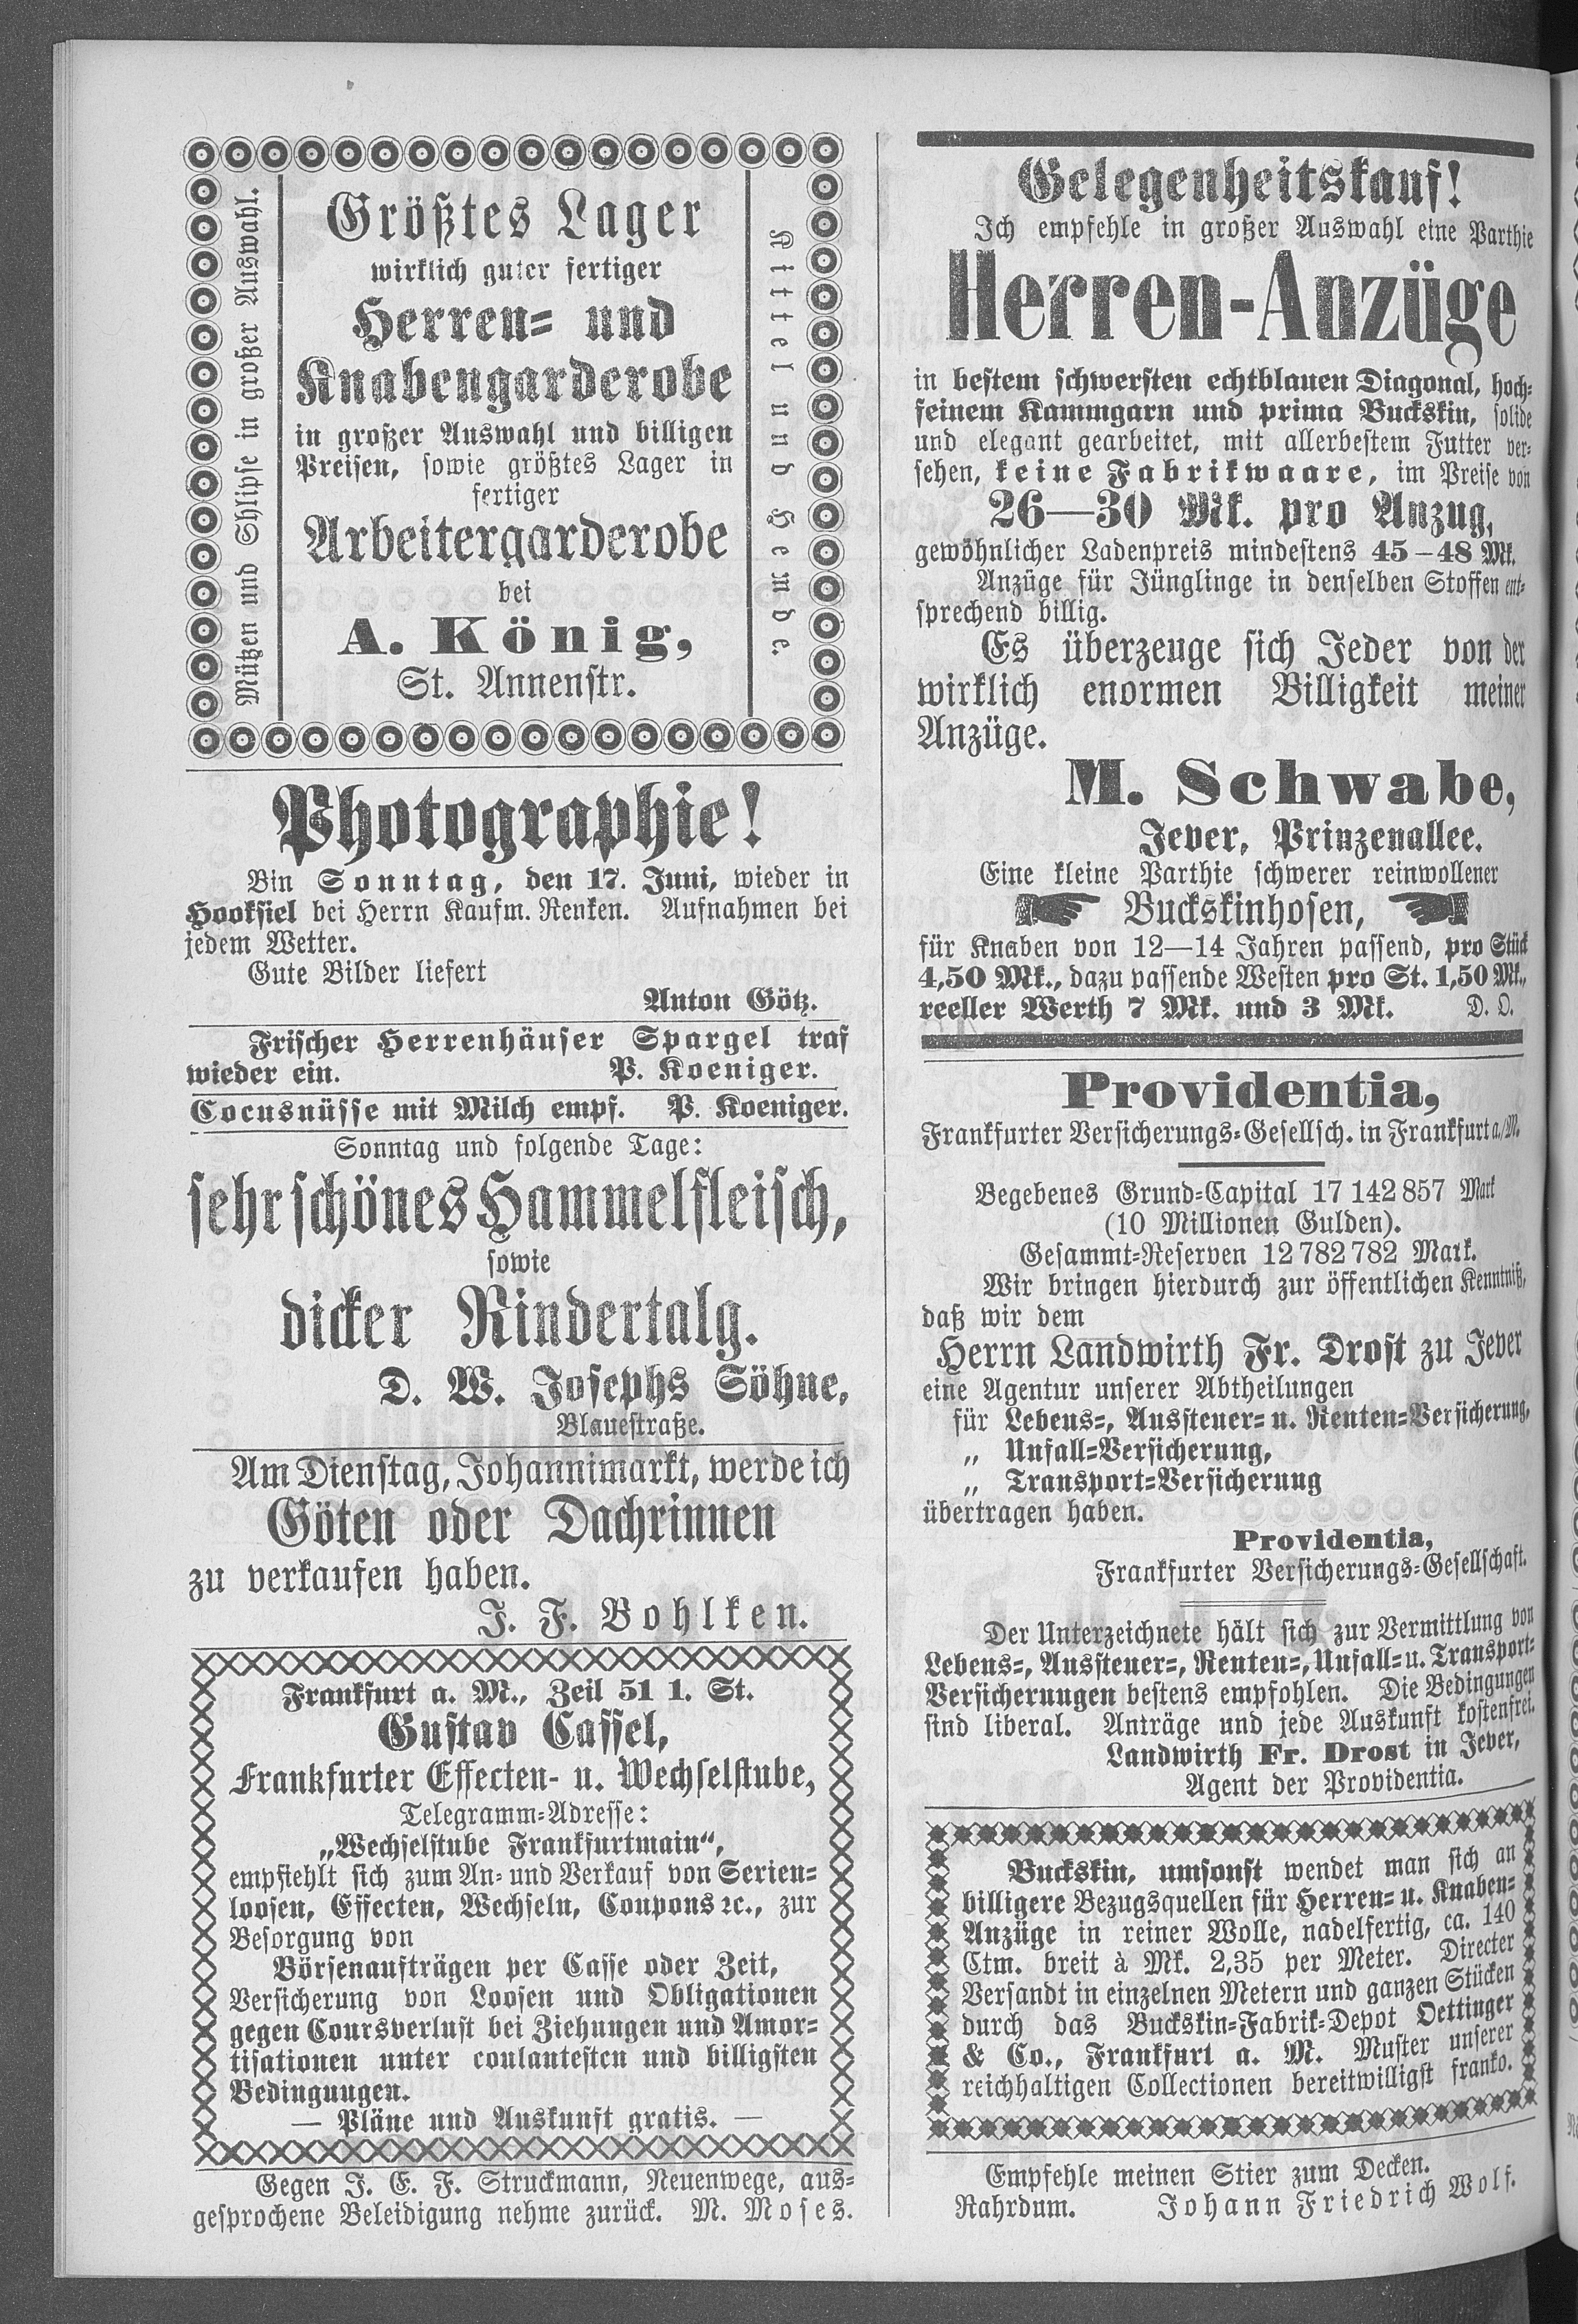 Mützen und Shlipse in großer Auswahl.
Größtes Lager
wirklich guter fertiger
Herren= und
Knabengarderobe
in großer Auswahl und billigen
Preisen, sowie größtes Lager in
fertiger
Arbeitergarderobe
bei
A. König,
St. Annenstr.
Kittel und Hemde.
Photographie!
Bin Sonntag, den 17. Juni, wieder in
Hooksiel bei Herrn Kaufm. Renken. Aufnahmen bei
jedem Wetter.
Gute Bilder liefert
Anton Götz.
Frischer Herrenhäuser Spargel traf
wieder ein. P. Koeniger.
Cocusnüsse mit Milch empf. P. Koeniger.
Sonntag und folgende Tage:
sehr schönes Hammelfleisch,
sowie
dicker Rindertalg.
D. W. Josephs Söhne,
Blauestraße.
Am Dienstag, Johannimarkt, werde ich
Göten oder Dachrinnen
zu verkaufen haben.
J. F. Bohlken.
Frankfurt a. M., Zeil 51 1. St.
Gustav Cassel,
Frankfurter Effecten- u. Wechselstube,
Telegramm=Adresse:
„Wechselstube Frankfurtmain“,
empfiehlt sich zum An= und Verkauf von Serien=
loosen, Effecten, Wechseln, Coupons ꝛc., zur
Besorgung von
Börsenaufträgen per Casse oder Zeit,
Versicherung von Loosen und Obligationen
gegen Coursverlust bei Ziehungen und Amor=
tisationen unter coulantesten und billigsten
Bedingungen.
— Pläne und Auskunft gratis. —
Gegen J. E. F. Struckmann, Neuenwege, aus=
gesprochene Beleidigung nehme zurück. M. Moses.
Gelegenheitskauf!
Ich empfehle in großer Auswahl eine Parthie
Herren-Anzüge
in bestem schwersten echtblauen Diagonal, hoch=
feinem Kammgarn und prima Buckskin, solide
und elegant gearbeitet, mit allerbestem Futter ver=
sehen, keine Fabrikwaare, im Preise von
26—30 Mk. pro Anzug,
gewöhnlicher Ladenpreis mindestens 45–48 Mk.
Anzüge für Jünglinge in denselben Stoffen ent=
sprechend billig.
Es überzeuge sich Jeder von der
wirklich enormen Billigkeit meiner
Anzüge.
M. Schwabe,
Jever, Prinzenallee.
Eine kleine Parthie schwerer reinwollener
Buckskinhosen,
für Knaben von 12—14 Jahren passend, pro Stück
4,50 Mk., dazu passende Westen pro St. 1,50 Mk.,
reeller Werth 7 Mk. und 3 Mk. D. O.
Providentia,
Frankfurter Versicherungs=Gesellsch. in Frankfurt a./M.
Begebenes Grund=Capital 17 142 857 Mark
(10 Millionen Gulden).
Gesammt=Reserven 12 782 782 Mark.
Wir bringen hierdurch zur öffentlichen Kenntniß,
daß wir dem
Herrn Landwirth Fr. Drost zu Jever
eine Agentur unserer Abtheilungen
für Lebens=, Aussteuer= u. Renten=Versicherung,
„ Unfall=Versicherung,
„ Transport=Versicherung
übertragen haben.
Providentia,
Frankfurter Versicherungs=Gesellschaft.
Der Unterzeichnete hält sich zur Vermittlung von
Lebens=, Aussteuer=, Renten=, Unfall= u. Transport=
Versicherungen bestens empfohlen. Die Bedingungen
sind liberal. Anträge und jede Auskunft kostenfrei.
Landwirth Fr. Drost in Jever,
Agent der Providentia.
Buckskin, umsonst wendet man sich an
billigere Bezugsquellen für Herren= u. Knaben=
Anzüge in reiner Wolle, nadelfertig, ca. 140
Ctm. breit à Mk. 2,35 per Meter. Directer
Versandt in einzelnen Metern und ganzen Stücken
durch das Buckskin=Fabrik=Depot Oettinger
& Co., Frankfurt a. M. Muster unserer
reichhaltigen Collectionen bereitwilligst franko.
Empfehle meinen Stier zum Decken.
Rahrdum. Johann Friedrich Wolf.